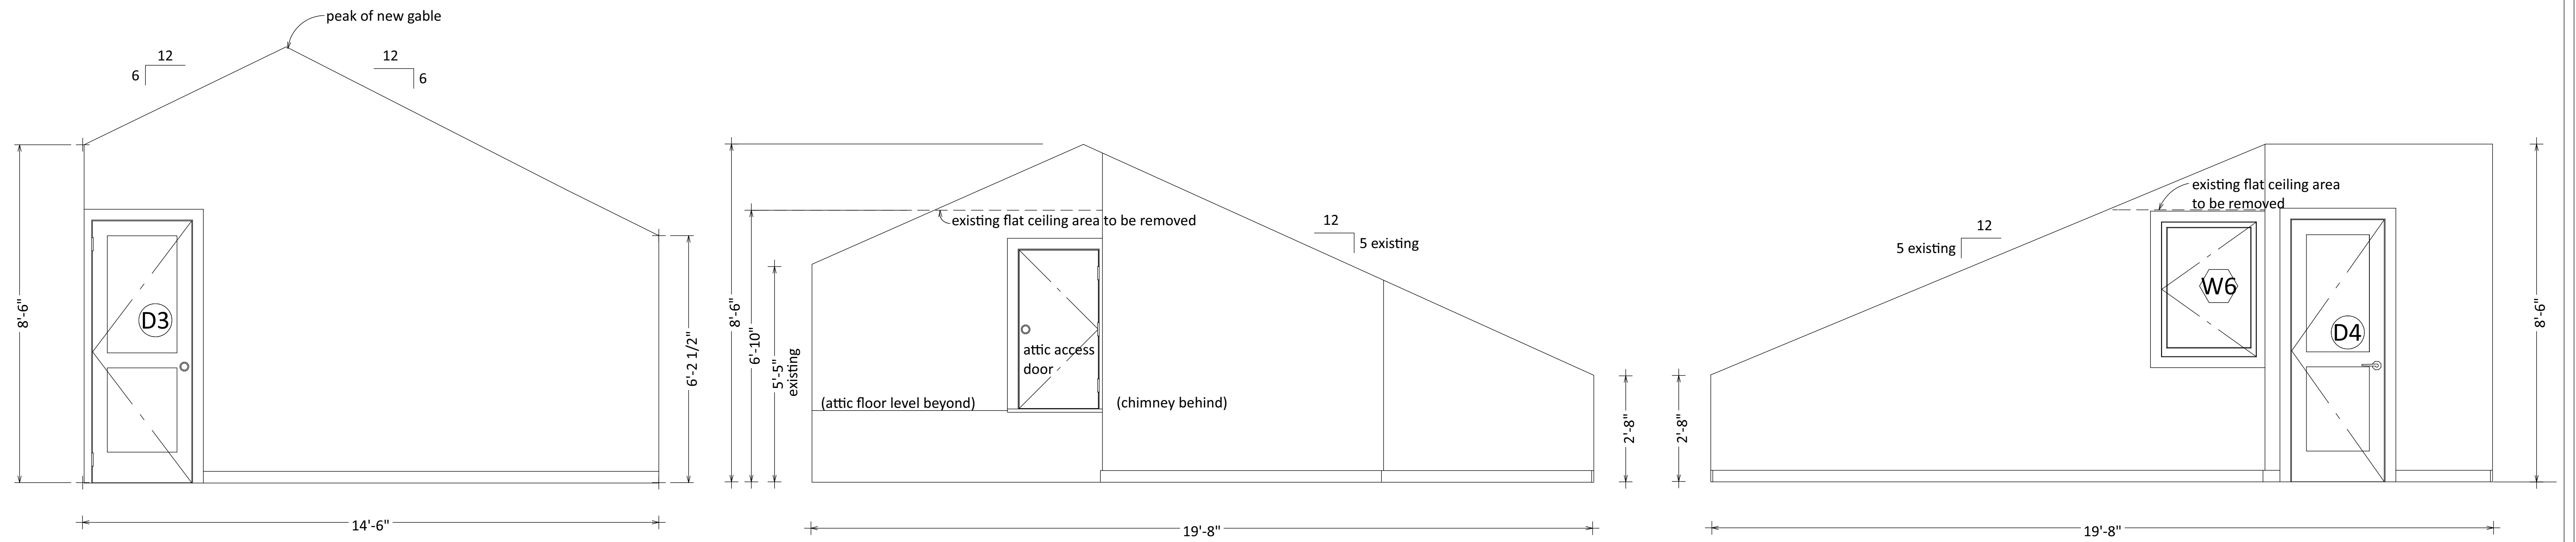 peak of new gable
12
6
12
6
8'-6"
D3
6'-2 1/2"
14'-6"
8'-6"
6'-10"
5'-5"
existing
existing flat ceiling area to be removed
12
5 existing
attic access
door
(attic floor level beyond)
(chimney behind)
2'-8"
19'-8"
2'-8"
existing flat ceiling area
to be removed
12
5 existing
W6
D4
8'-6"
19'-8"